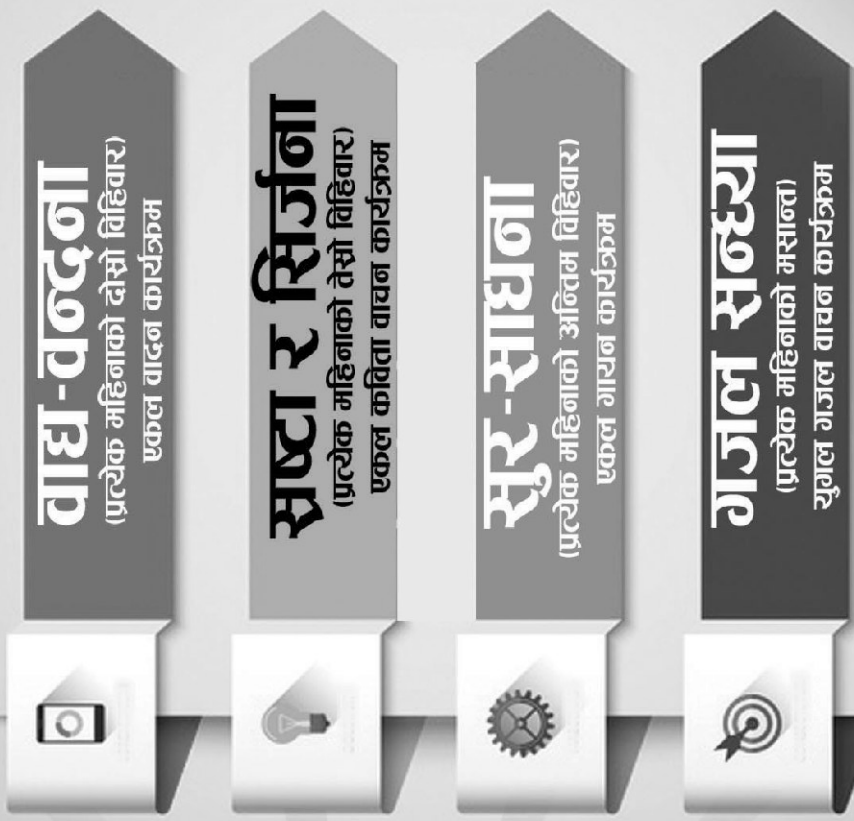 वाद्य-वन्दना
(प्रत्येक महिनाको दोस्रो विहिवार)
एकल वादन कार्यक्रम
स्रष्टा र सिर्जना
(प्रत्येक महिनाको तेस्रो विहिवार)
एकल कविता वाचन कार्यक्रम
सुर-साधना
(प्रत्येक महिनाको अन्तिम विहिवार)
एकल गायन कार्यक्रम
गजल सन्ध्या
(प्रत्येक महिनाको मसान्त)
युगल गजल वाचन कार्यक्रम